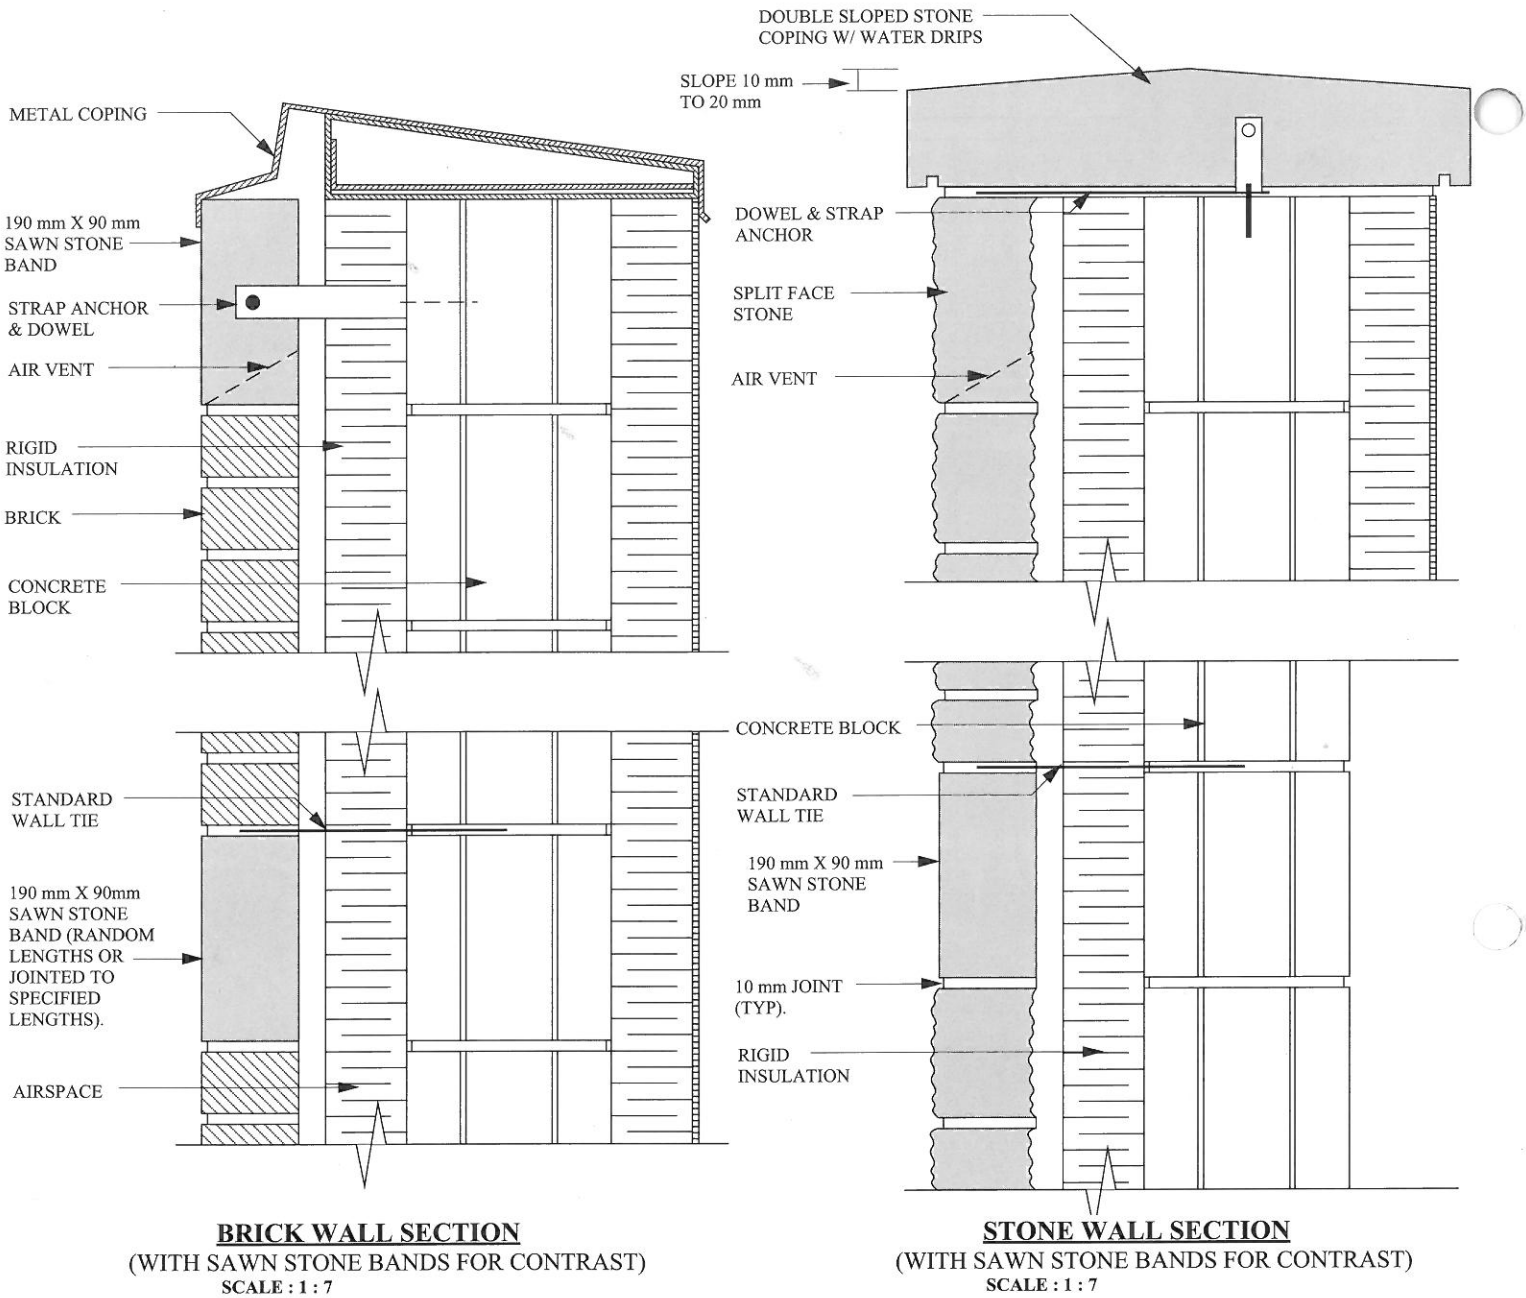 METAL COPING
190 mm X 90 mm
SAWN STONE
BAND
STRAP ANCHOR
& DOWEL
AIR VENT
RIGID
INSULATION
BRICK
CONCRETE
BLOCK
STANDARD
WALL TIE
190 mm X 90mm
SAWN STONE
BAND (RANDOM
LENGTHS OR
JOINTED TO
SPECIFIED
LENGTHS).
AIRSPACE
BRICK WALL SECTION
(WITH SAWN STONE BANDS FOR CONTRAST)
SCALE : 1 : 7
DOUBLE SLOPED STONE
COPING W/ WATER DRIPS
SLOPE 10 mm
TO 20 mm
DOWEL & STRAP
ANCHOR
SPLIT FACE
STONE
AIR VENT
CONCRETE BLOCK
STANDARD
WALL TIE
190 mm X 90 mm
SAWN STONE
BAND
10 mm JOINT
(TYP).
RIGID
INSULATION
STONE WALL SECTION
(WITH SAWN STONE BANDS FOR CONTRAST)
SCALE : 1 : 7